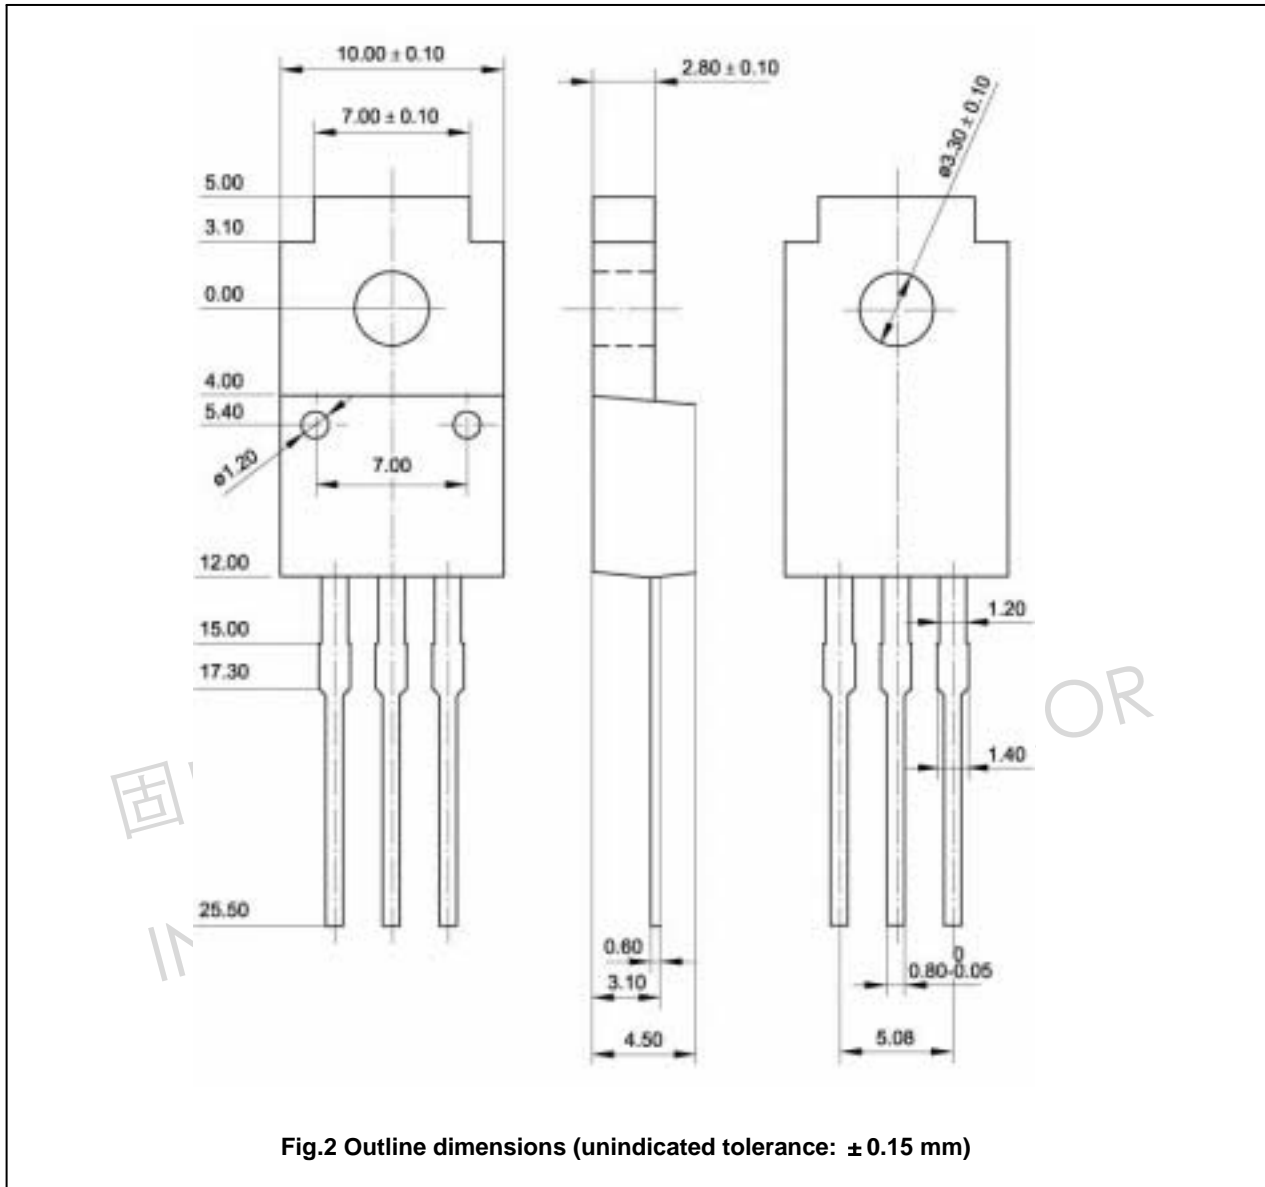 10.00 ± 0.10
2.80 ± 0.10
ø3.30 ± 0.10
7.00 ± 0.10
5.00
3.10
0.00
4.00
5.40
ø1.20
7.00
12.00
1.20
15.00
17.30
OR
固
1.40
25.50
IN
0.60
0
0.80-0.05
3.10
4.50
5.08
Fig.2 Outline dimensions (unindicated tolerance: ± 0.15 mm)